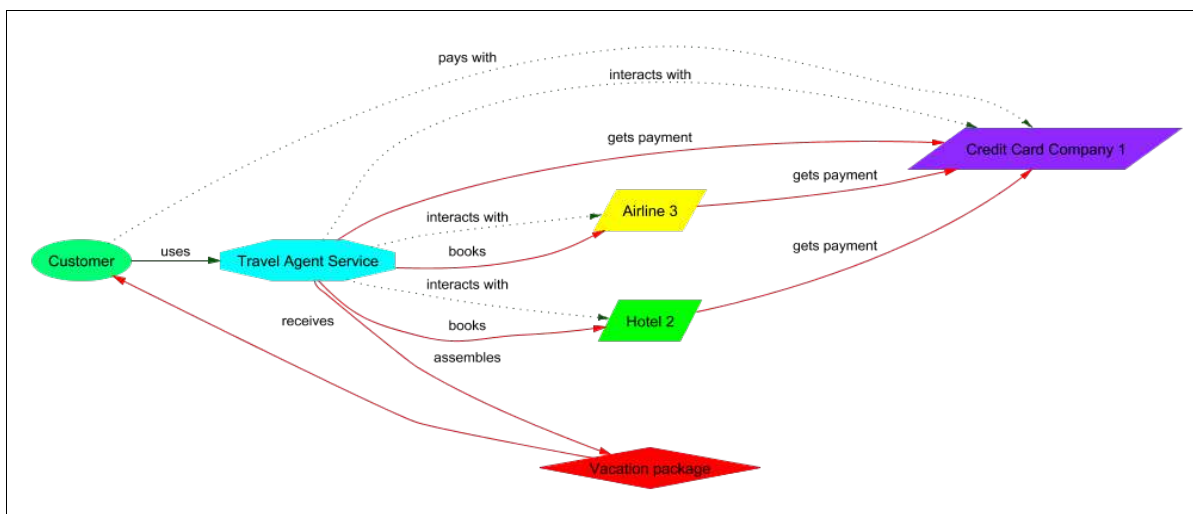 pays with
interacts with
gets payment
Credit Card Company 1
gets payment
Airline 3
interacts with
books
gets payment
Customer
uses
Travel Agent Service
interacts with
receives
books
Hotel 2
assembles
Vacation package